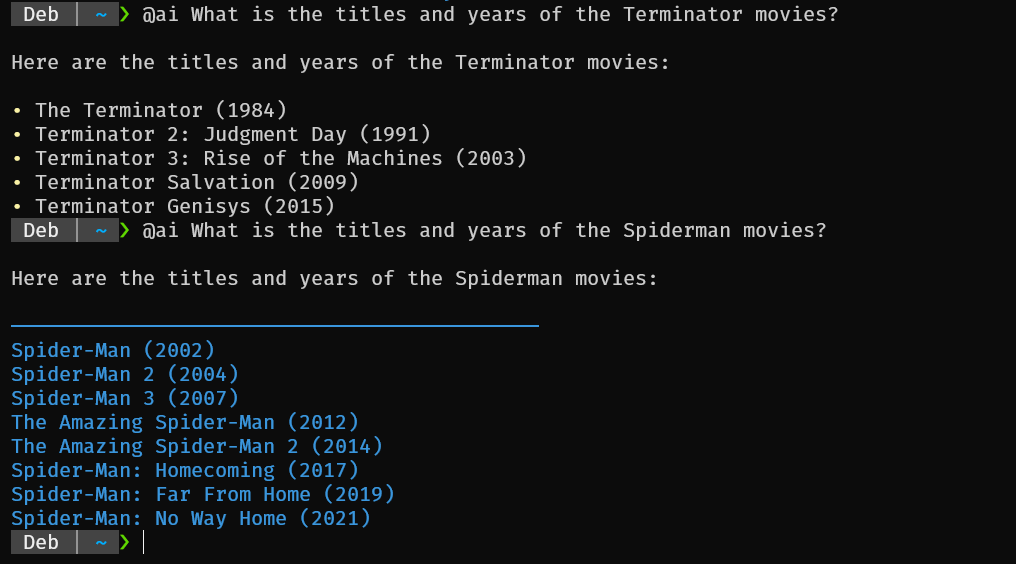 Deb | ~ ❯ @ai What is the titles and years of the Terminator movies?
Here are the titles and years of the Terminator movies:
• The Terminator (1984)
• Terminator 2: Judgment Day (1991)
• Terminator 3: Rise of the Machines (2003)
• Terminator Salvation (2009)
• Terminator Genisys (2015)
Deb | ~ ❯ @ai What is the titles and years of the Spiderman movies?
Here are the titles and years of the Spiderman movies:
Spider-Man (2002)
Spider-Man 2 (2004)
Spider-Man 3 (2007)
The Amazing Spider-Man (2012)
The Amazing Spider-Man 2 (2014)
Spider-Man: Homecoming (2017)
Spider-Man: Far From Home (2019)
Spider-Man: No Way Home (2021)
Deb | ~ ❯